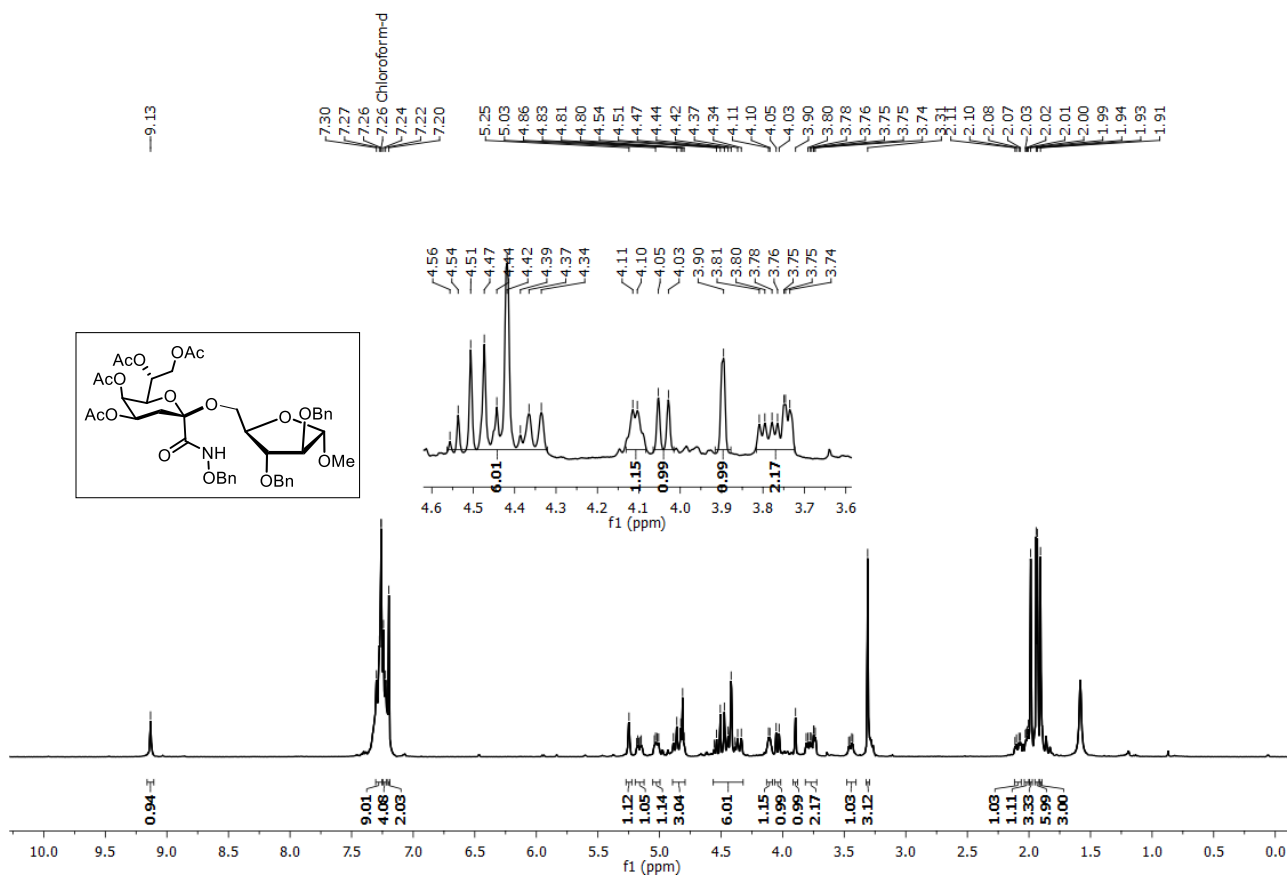 9.13 7.30 7.27 7.26 7.26 Chloroform-d 7.24 7.22 7.20 5.25 5.03 4.86 4.83 4.81 4.80 4.54 4.51 4.47 4.44 4.42 4.37 4.34 4.11 4.10 4.05 4.03 3.90 3.80 3.78 3.76 3.75 3.75 3.74 3.31 2.11 2.10 2.08 2.07 2.03 2.02 2.01 2.00 1.99 1.94 1.93 1.91
4.56 4.54 4.51 4.47 4.44 4.42 4.39 4.37 4.34 4.11 4.10 4.05 4.03 3.90 3.81 3.80 3.78 3.76 3.75 3.75 3.74
AcO OAc
AcO
AcO O O O OBn
O NH OMe
OBn OBn
6.01 1.15 0.99 0.99 2.17
4.6 4.5 4.4 4.3 4.2 4.1 4.0 3.9 3.8 3.7 3.6
f1 (ppm)
0.94 9.01 4.08 2.03 1.12 1.05 1.14 3.04 6.01 1.15 0.99 0.99 2.17 1.03 3.12 1.03 1.11 3.33 5.99 3.00
10.0 9.5 9.0 8.5 8.0 7.5 7.0 6.5 6.0 5.5 5.0 4.5 4.0 3.5 3.0 2.5 2.0 1.5 1.0 0.5 0.0
f1 (ppm)